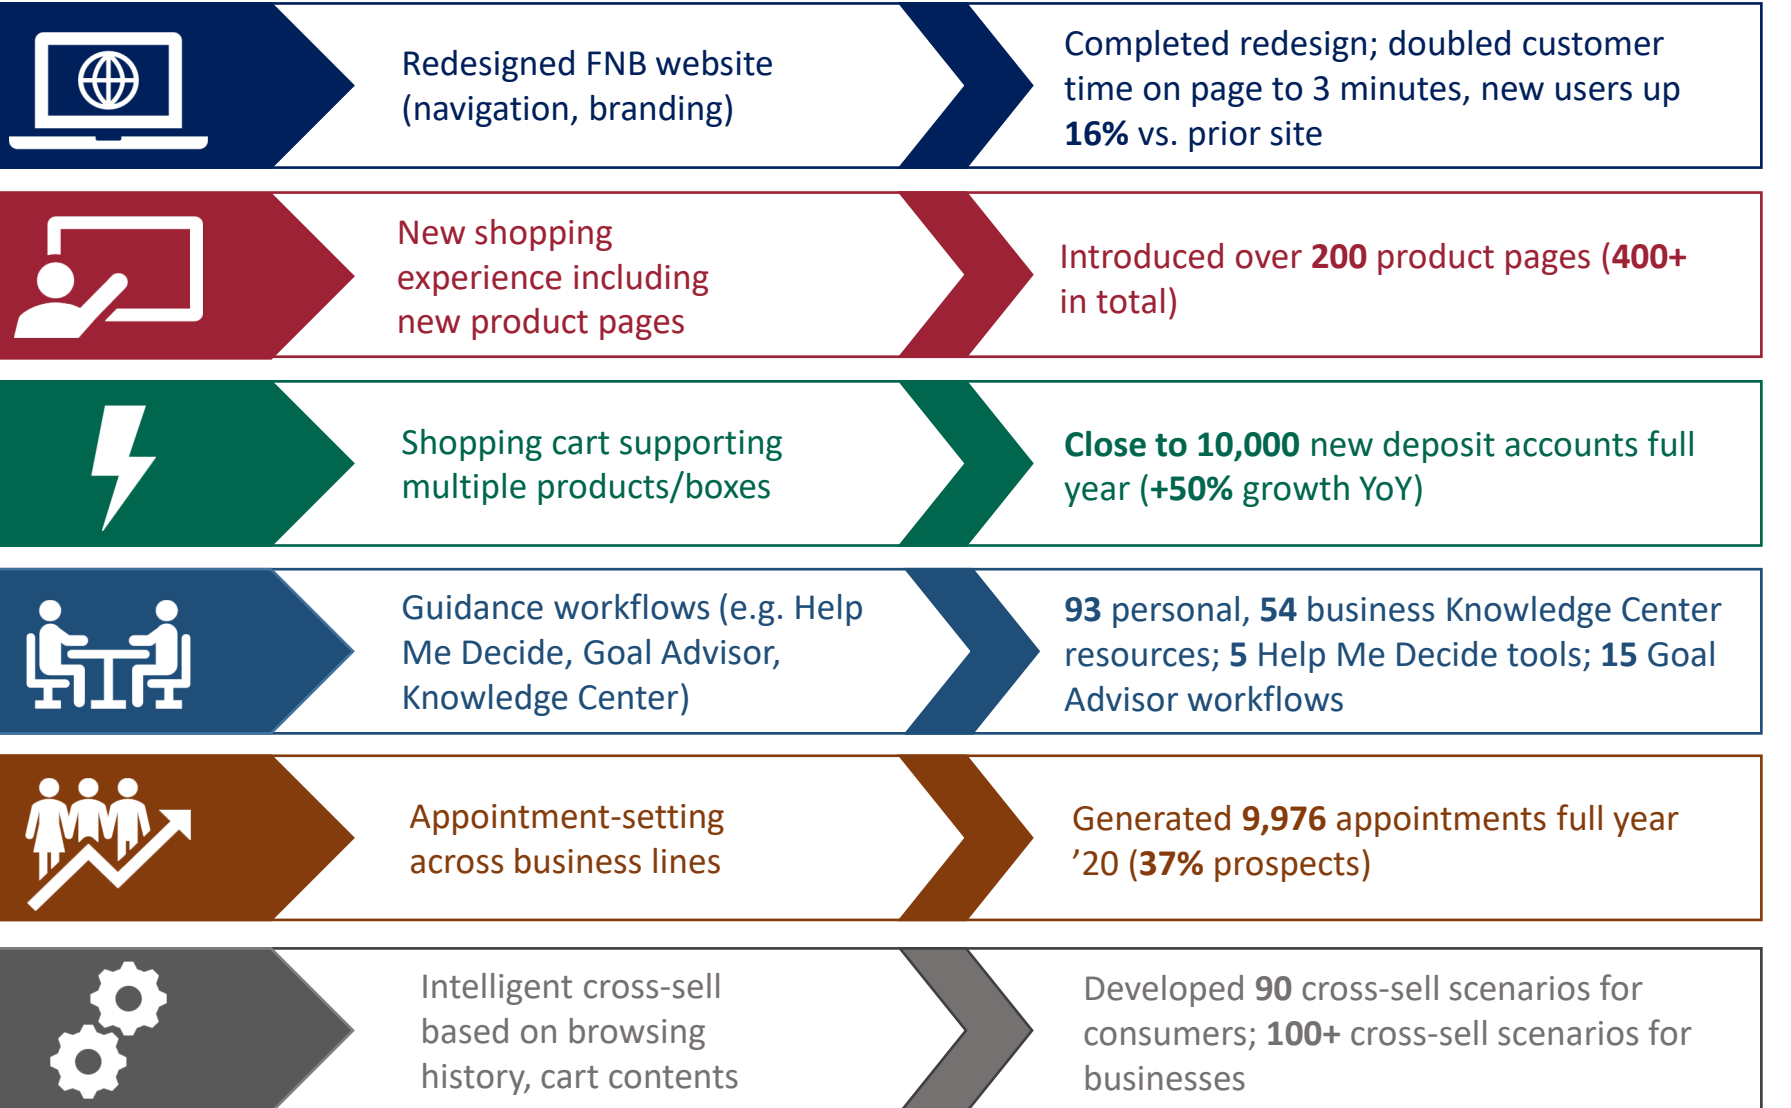 Redesigned FNB website
(navigation, branding)
Completed redesign; doubled customer
time on page to 3 minutes, new users up
16% vs. prior site
New shopping
experience including
new product pages
Introduced over 200 product pages (400+
in total)
Shopping cart supporting
multiple products/boxes
Close to 10,000 new deposit accounts full
year (+50% growth YoY)
Guidance workflows (e.g. Help
Me Decide, Goal Advisor,
Knowledge Center)
93 personal, 54 business Knowledge Center
resources; 5 Help Me Decide tools; 15 Goal
Advisor workflows
Appointment-setting
across business lines
Generated 9,976 appointments full year
’20 (37% prospects)
Intelligent cross-sell
based on browsing
history, cart contents
Developed 90 cross-sell scenarios for
consumers; 100+ cross-sell scenarios for
businesses